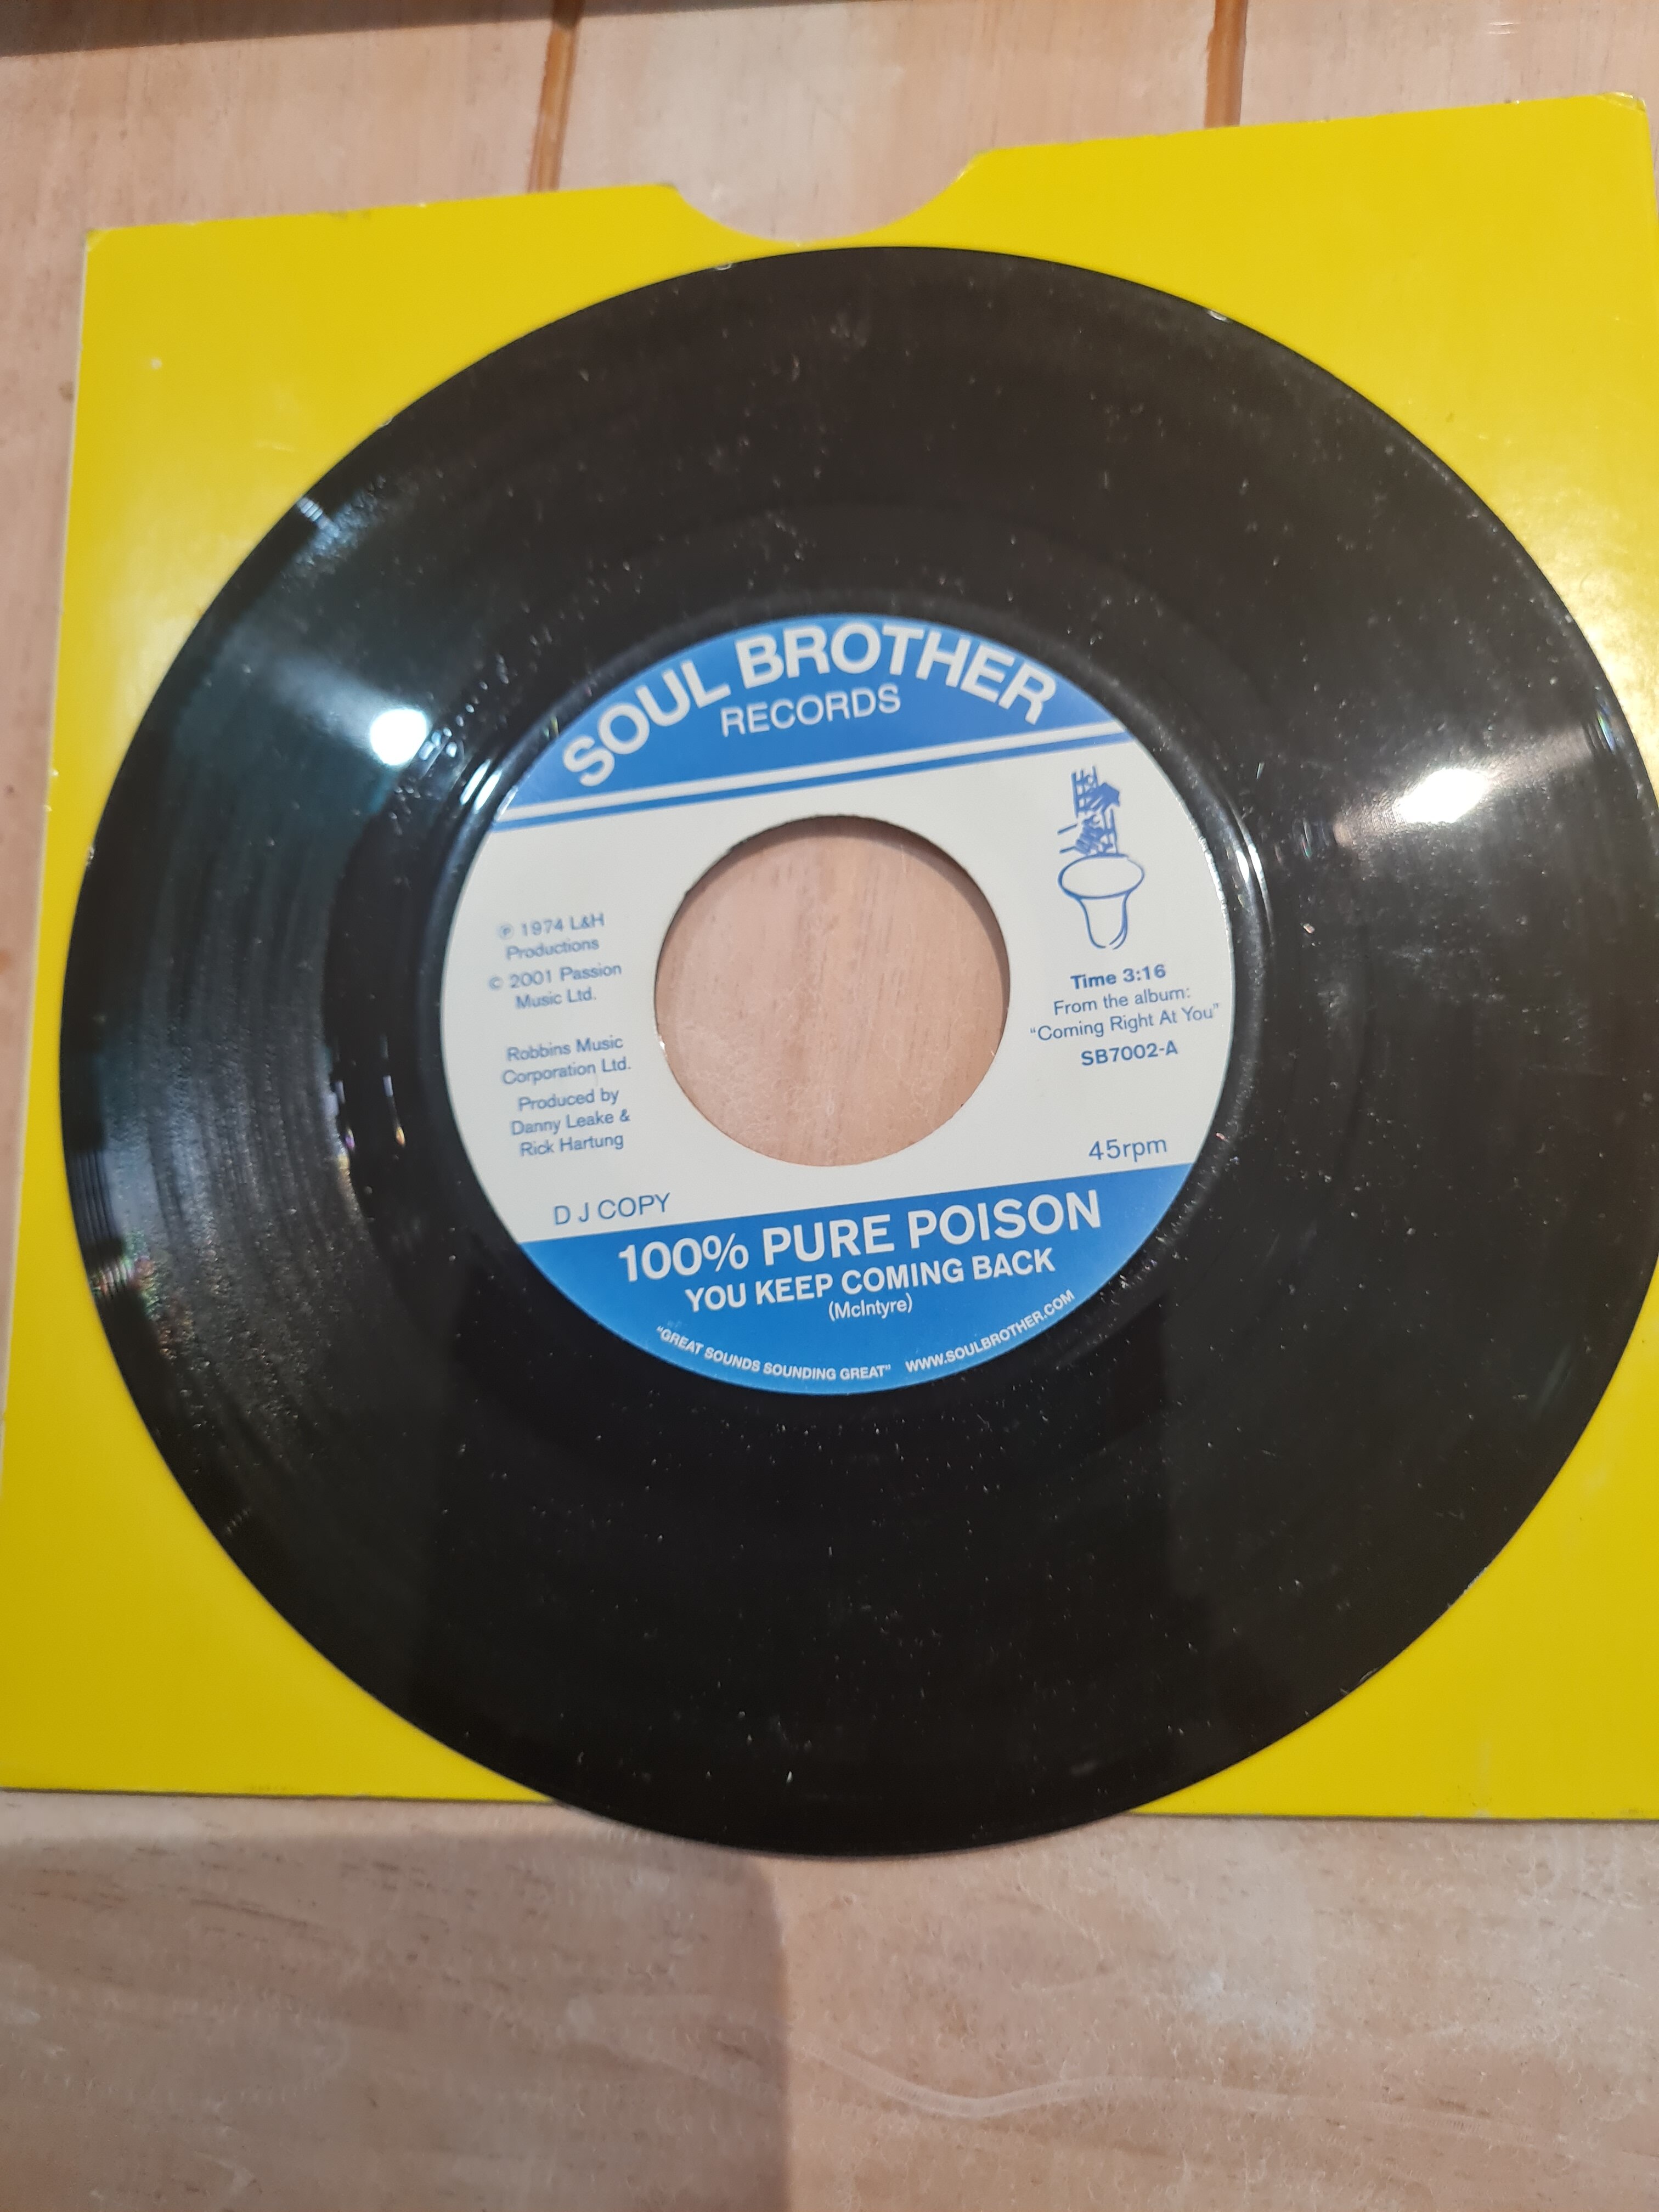 SOUL BROTHER
RECORDS
℗ 1974 L&H
Productions
© 2001 Passion
Music Ltd.
Robbins Music
Corporation Ltd.
Produced by
Danny Leake &
Rick Hartung
Time 3:16
From the album:
"Coming Right At You"
SB7002-A
45rpm
D J COPY
100% PURE POISON
YOU KEEP COMING BACK
(McIntyre)
"GREAT SOUNDS SOUNDING GREAT" WWW.SOULBROTHER.COM